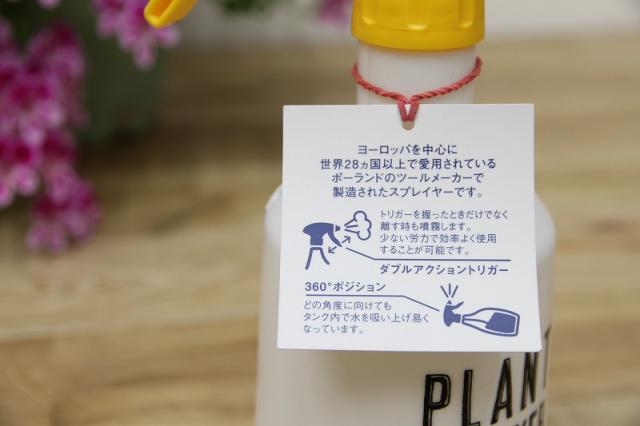 ヨーロッパを中心に
世界28ヵ国以上で愛用されている
ポーランドのツールメーカーで
製造されたスプレイヤーです。
トリガーを握ったときだけでなく
離す時も噴霧します。
少ない労力で効率よく使用
することが可能です。
ダブルアクショントリガー
360°ポジション
どの角度に向けても
タンク内で水を吸い上げ易く
なっています。
PLANT